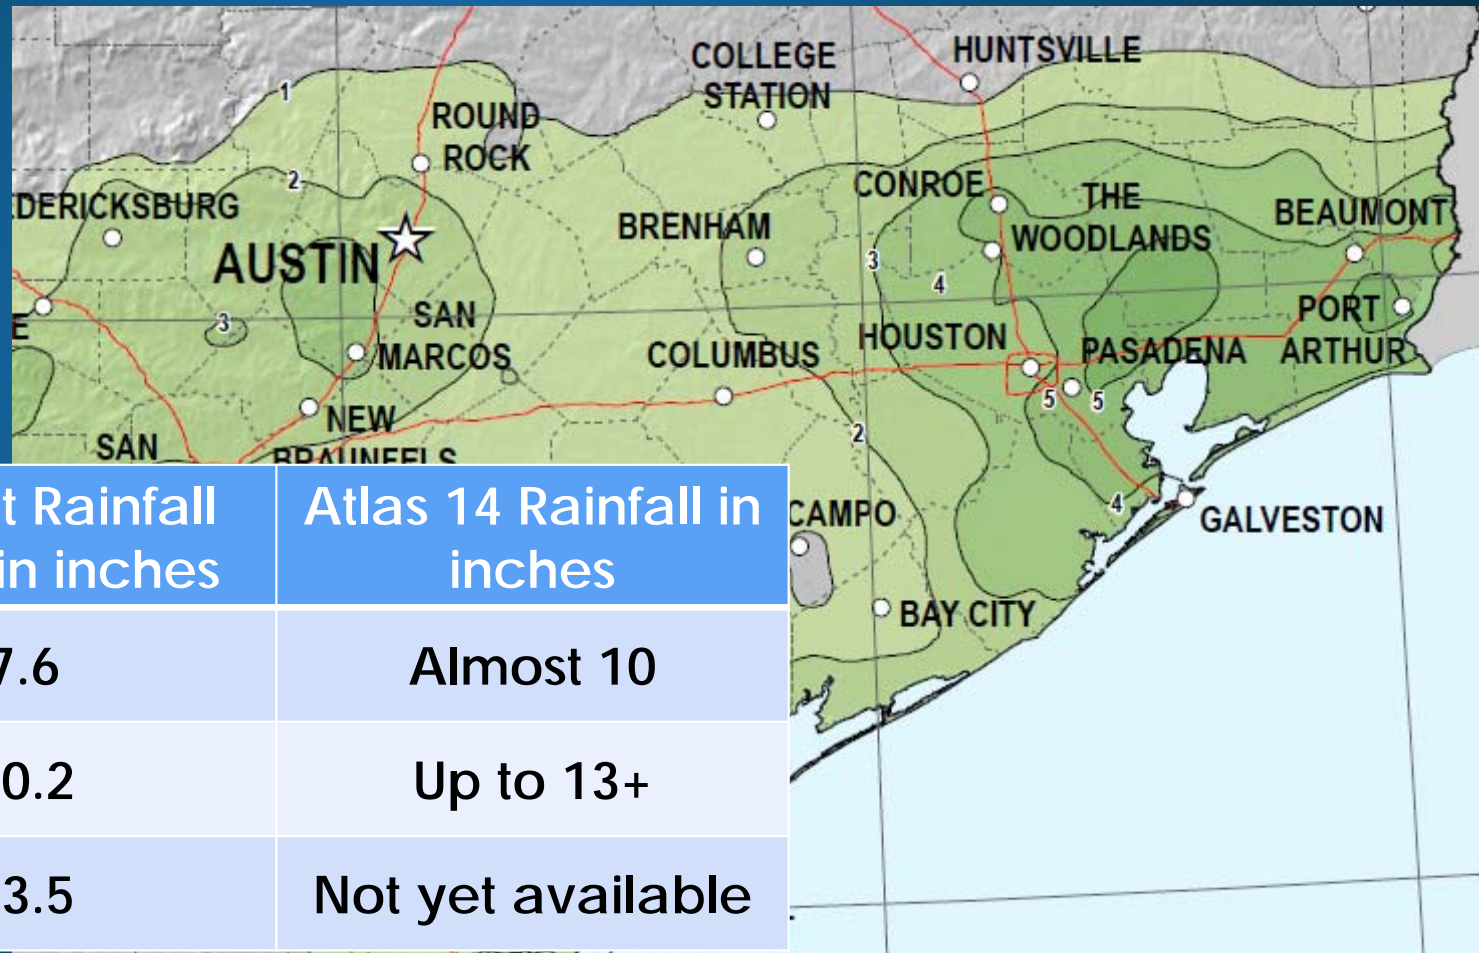 HUNTSVILLE
COLLEGE
STATION
1
ROUND
ROCK
2
CONROE
THE
WOODLANDS
DERICKSBURG
BRENHAM
BEAUMONT
AUSTIN
3
4
SAN
MARCOS
3
E
PORT
ARTHUR
HOUSTON
PASADENA
COLUMBUS
5
5
NEW
BRAUNFELS
2
SAN
4
CAMPO
GALVESTON
BAY CITY
t Rainfall
in inches
Atlas 14 Rainfall in
inches
7.6
Almost 10
0.2
Up to 13+
3.5
Not yet available